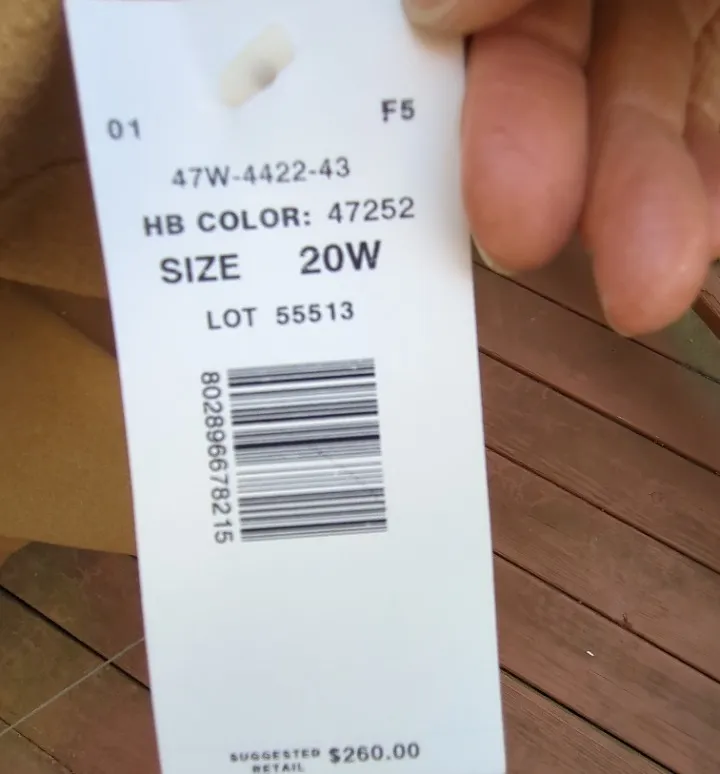 01 F5
47W-4422-43
HB COLOR: 47252
SIZE 20W
LOT 55513
802896678215
SUGGESTED
RETAIL $260.00